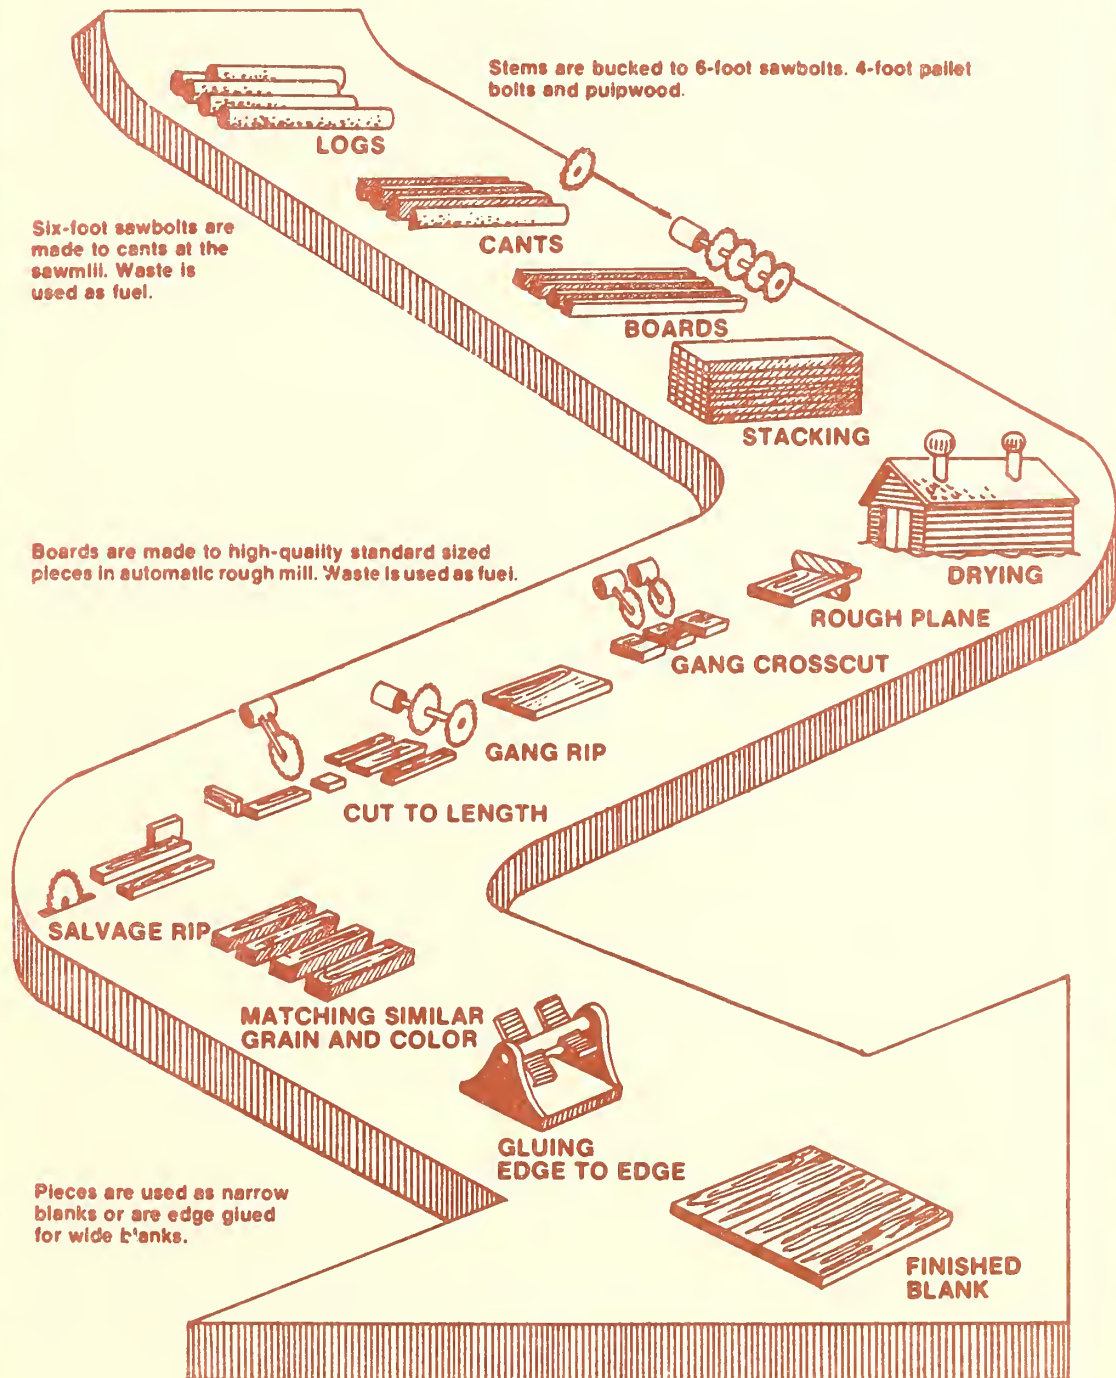 Stems are bucked to 6-foot sawbolts. 4-foot pallet
bolts and pulpwood.
LOGS
Six-foot sawbolts are
made to cants at the
sawmill. Waste is
used as fuel.
CANTS
BOARDS
STACKING
DRYING
Boards are made to high-quality standard sized
pieces in automatic rough mill. Waste is used as fuel.
ROUGH PLANE
GANG CROSSCUT
GANG RIP
CUT TO LENGTH
SALVAGE RIP
MATCHING SIMILAR
GRAIN AND COLOR
GLUING
EDGE TO EDGE
Pieces are used as narrow
blanks or are edge glued
for wide blanks.
FINISHED
BLANK